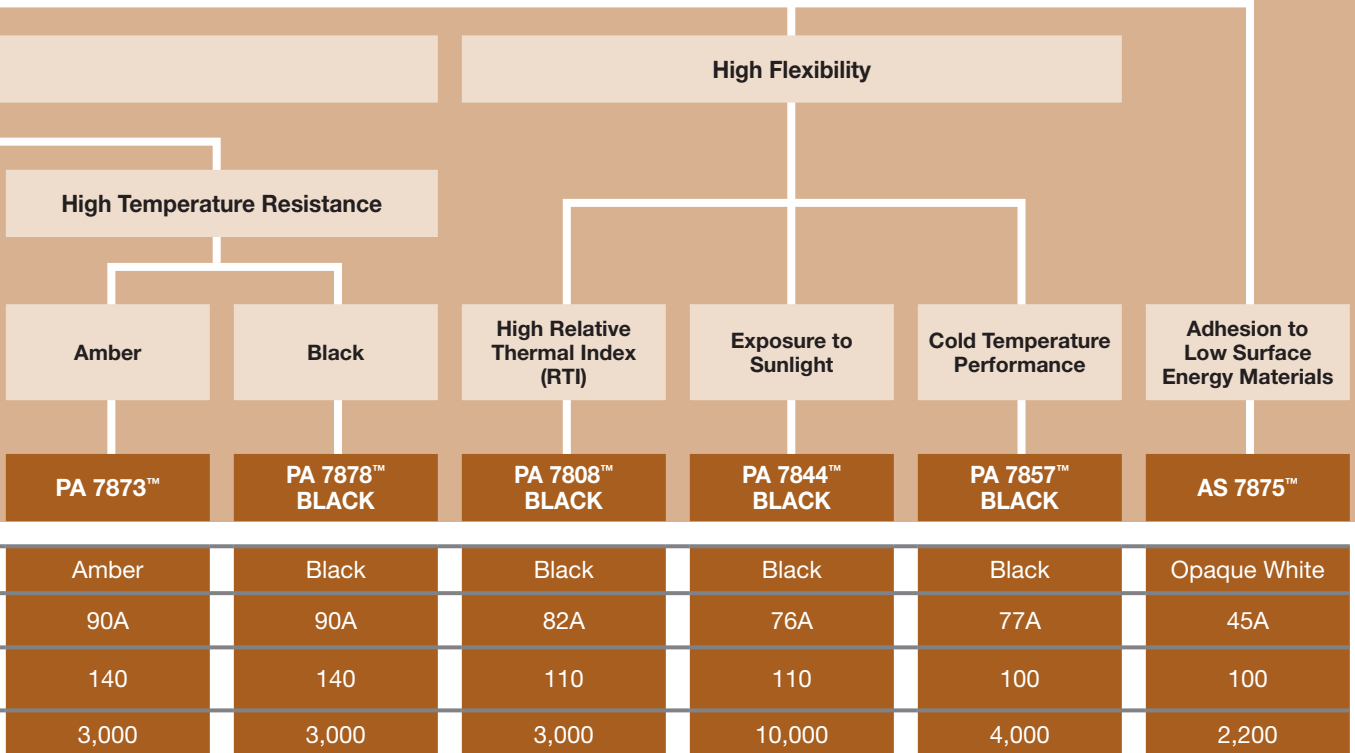 High Flexibility
High Temperature Resistance
Amber
Black
High Relative
Thermal Index
(RTI)
Exposure to
Sunlight
Cold Temperature
Performance
Adhesion to
Low Surface
Energy Materials
PA 7873™
PA 7878™
BLACK
PA 7808™
BLACK
PA 7844™
BLACK
PA 7857™
BLACK
AS 7875™
Amber Black Black Black Black Opaque White
90A 90A 82A 76A 77A 45A
140 140 110 110 100 100
3,000 3,000 3,000 10,000 4,000 2,200